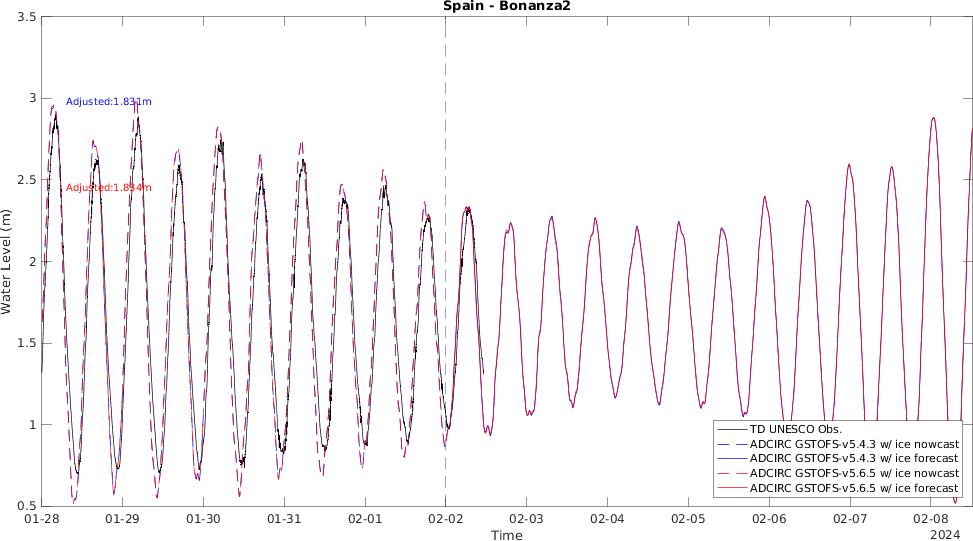 Spain - Bonanza2
3.5
3
2.5
2
1.5
1
0.5
Water Level (m)
Adjusted:1.831m
Adjusted:1.834m
TD UNESCO Obs.
ADCIRC GSTOFS-v5.4.3 w/ ice nowcast
ADCIRC GSTOFS-v5.4.3 w/ ice forecast
ADCIRC GSTOFS-v5.6.5 w/ ice nowcast
ADCIRC GSTOFS-v5.6.5 w/ ice forecast
01-28 01-29 01-30 01-31 02-01 02-02 02-03 02-04 02-05 02-06 02-07 02-08
Time
2024